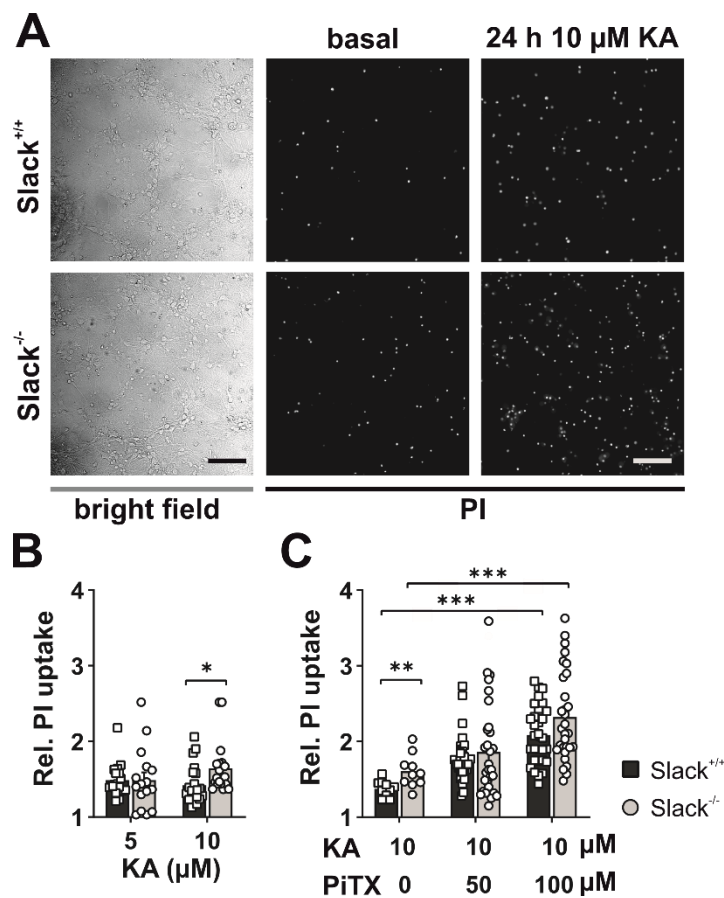 A
basal 24 h 10 µM KA
Slack+/+
Slack-/-
bright field PI
B C
4 4
*** 
***
3 3
* **
Rel. PI uptake Rel. PI uptake
2 2
Slack+/+
Slack-/-
1 1
5 10 KA 10 10 10 µM
KA (µM) PiTX 0 50 100 µM